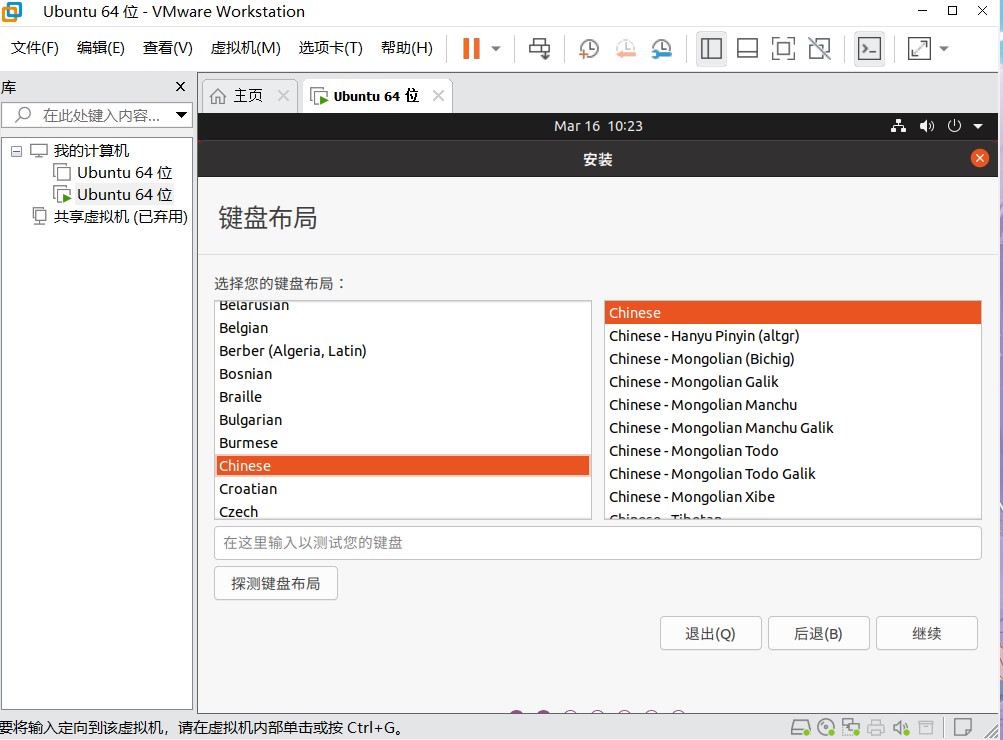 Ubuntu 64 位 - VMware Workstation
文件(F) 编辑(E) 查看(V) 虚拟机(M) 选项卡(T) 帮助(H)
库
在此处键入内容...
我的计算机
Ubuntu 64 位
Ubuntu 64 位
共享虚拟机 (已弃用)
主页 Ubuntu 64 位
Mar 16 10:23
安装
键盘布局
选择您的键盘布局：
Belarusian
Belgian
Berber (Algeria, Latin)
Bosnian
Braille
Bulgarian
Burmese
Chinese
Croatian
Czech
Chinese
Chinese - Hanyu Pinyin (altgr)
Chinese - Mongolian (Bichig)
Chinese - Mongolian Galik
Chinese - Mongolian Manchu
Chinese - Mongolian Manchu Galik
Chinese - Mongolian Todo
Chinese - Mongolian Todo Galik
Chinese - Mongolian Xibe
Chinese - Tibetan
在这里输入以测试您的键盘
探测键盘布局
退出(Q) 后退(B) 继续
要将输入定向到该虚拟机，请在虚拟机内部单击或按 Ctrl+G。